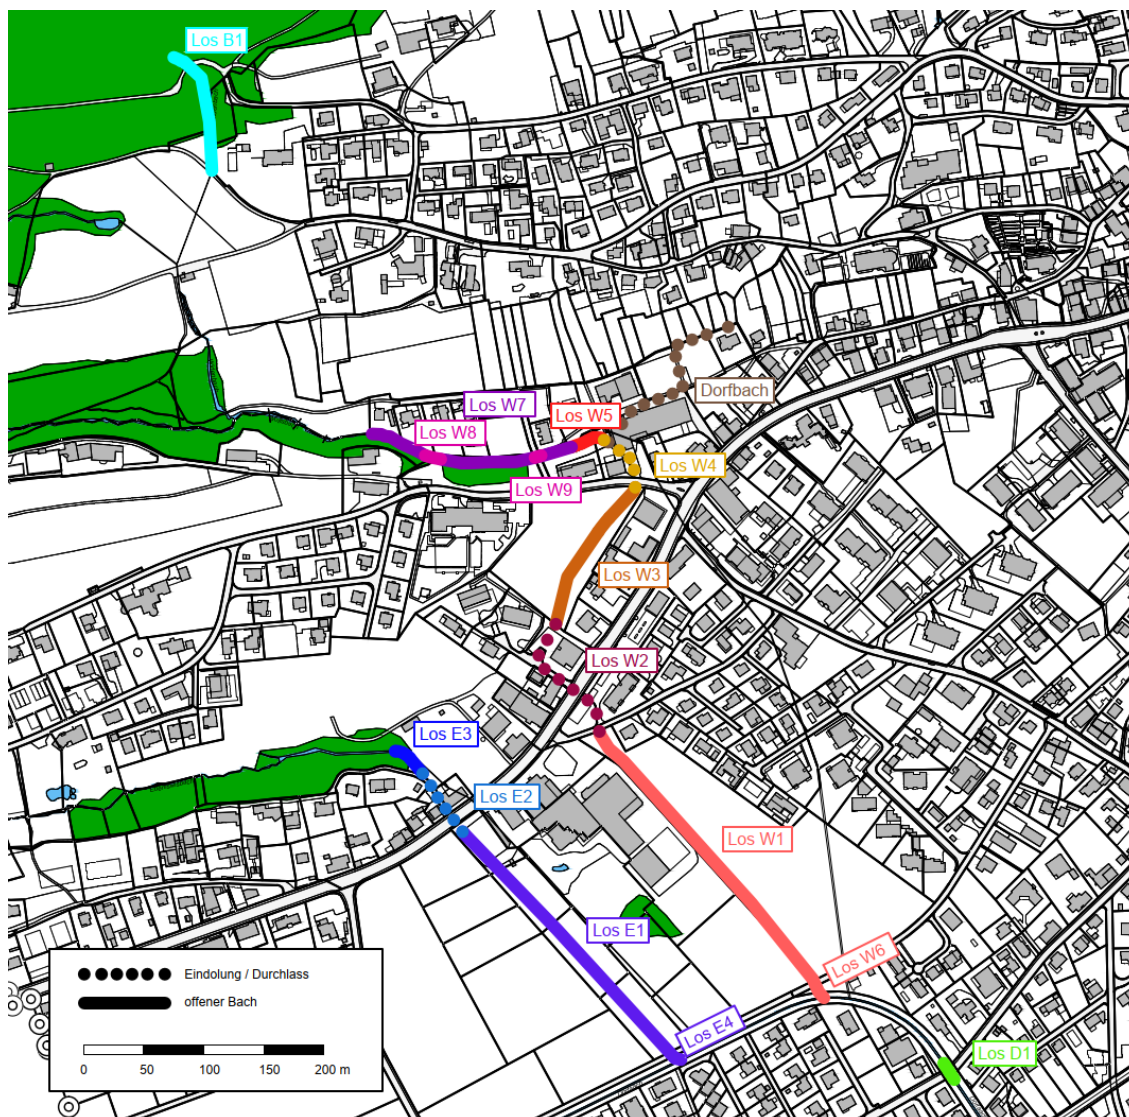 Los B1
Los W7
Los W5
Dorfbach
Los W8
Los W4
Los W9
Los W3
Los W2
Los E3
Los E2
Los W1
Los E1
Los W6
Los E4
Los D1
Eindolung / Durchlass
offener Bach
0 50 100 150 200 m